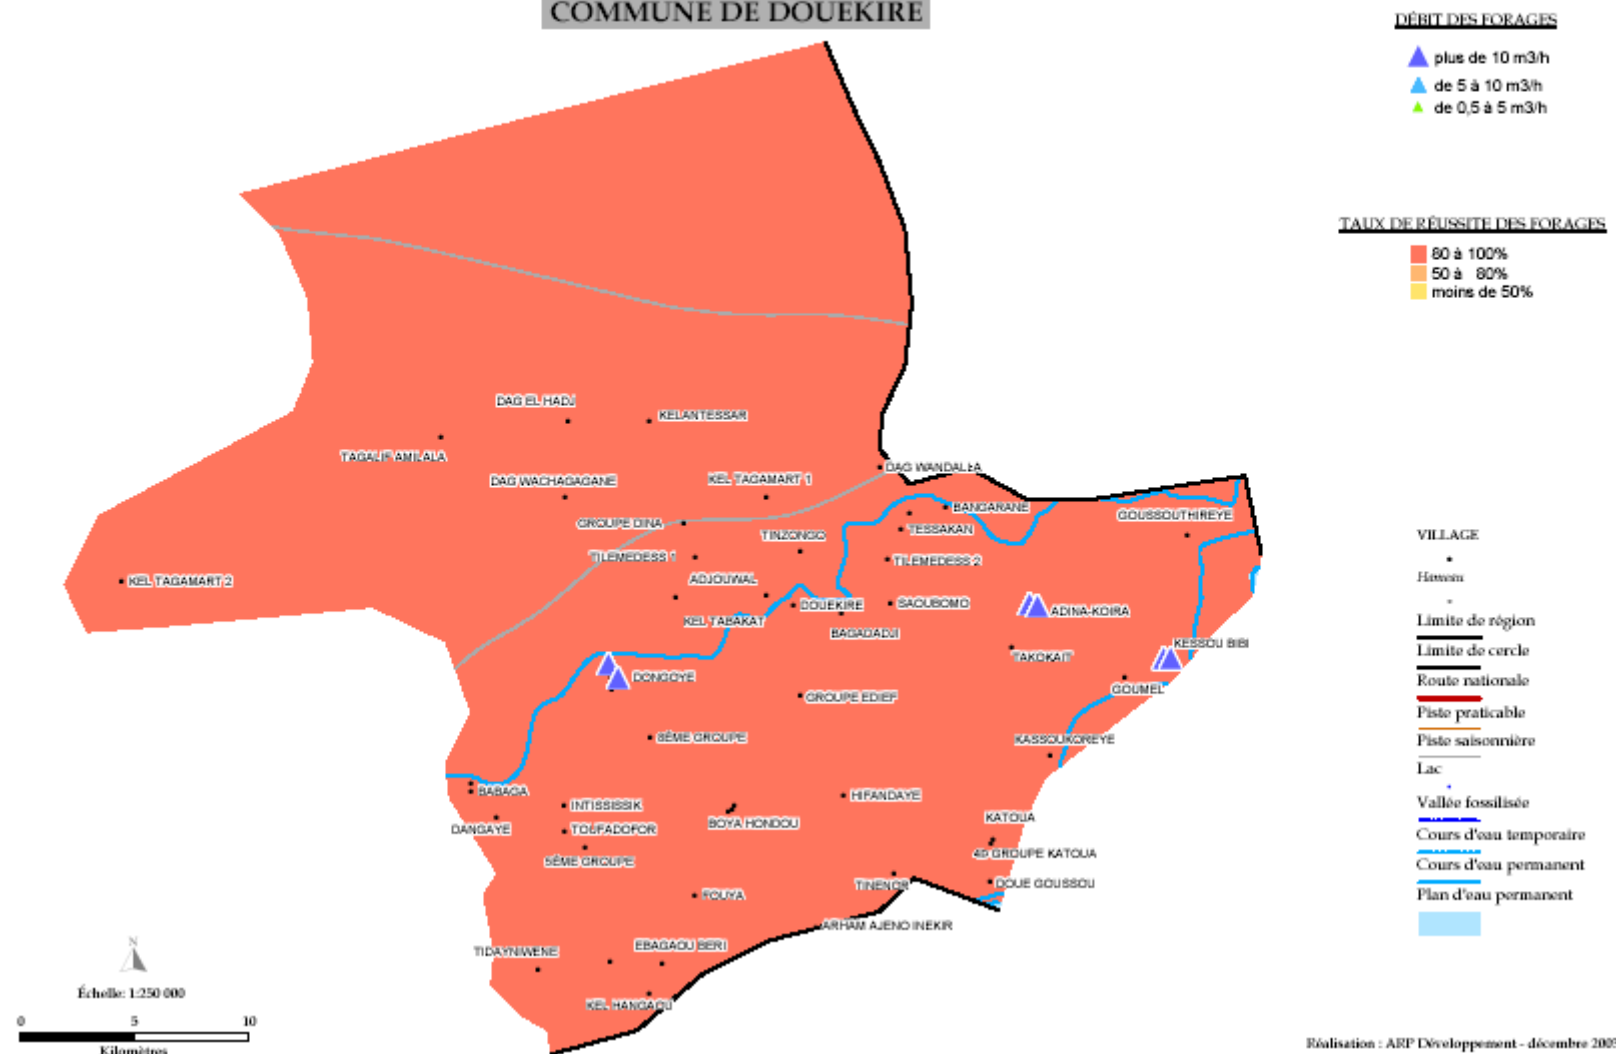 COMMUNE DE DOUEKIRE
DÉBIT DES FORAGES
plus de 10 m3/h
de 5 à 10 m3/h
de 0,5 à 5 m3/h
TAUX DE RÉUSSITE DES FORAGES
80 à 100%
50 à 80%
moins de 50%
DAG EL HADJ
KELANTESSAR
TAGALIF AMILALA
DAG WANDALLA
DAG WACHAGAGANE
KEL TAGAMART 1
BANGARANE
GOUSSOUTHIREYE
GROUPE DINA
TESSAKAN
TINZONGO
TILEMEDESS 1
TILEMEDESS 2
KEL TAGAMART 2
ADJOUWAL
DOUEKIRE
SAOUBOMO
ADINA-KOIRA
KEL TABAKAT
BAGADADJI
KESSOU BIBI
TAKOKAIT
DONGOYE
GOUMEL
GROUPE EDIEF
8ÉME GROUPE
KASSOUKOREYE
BABAGA
HIFANDAYE
INTISSISSIK
DANGAYE
TOUFADOFOR
BOYA HONDOU
KATOUA
5ÉME GROUPE
4è GROUPE KATOUA
TINENOR
DOUE GOUSSOU
FOUYA
ARHAM AJENO INEKIR
TIDAYNIWENE
EBAGAOU BERI
KEL HANGAOU
VILLAGE
Hameau
Limite de région
Limite de cercle
Route nationale
Piste praticable
Piste saisonnière
Lac
Vallée fossilisée
Cours d'eau temporaire
Cours d'eau permanent
Plan d'eau permanent
N
Échelle: 1:250 000
0 5 10
Kilomètres
Réalisation : ARP Développement - décembre